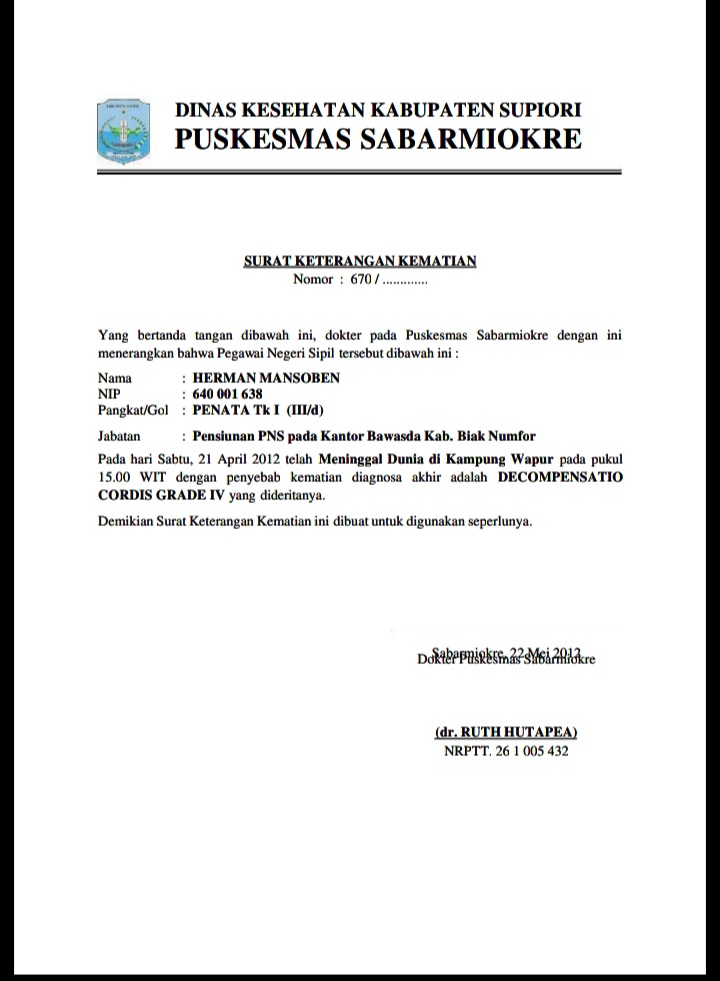 DINAS KESEHATAN KABUPATEN SUPIORI
PUSKESMAS SABARMIOKRE
SURAT KETERANGAN KEMATIAN
Nomor : 670 / .............
Yang bertanda tangan dibawah ini, dokter pada Puskesmas Sabarmiokre dengan ini
menerangkan bahwa Pegawai Negeri Sipil tersebut dibawah ini :
Nama : HERMAN MANSOBEN
NIP : 640 001 638
Pangkat/Gol : PENATA Tk I (III/d)
Jabatan : Pensiunan PNS pada Kantor Bawasda Kab. Biak Numfor
Pada hari Sabtu, 21 April 2012 telah Meninggal Dunia di Kampung Wapur pada pukul
15.00 WIT dengan penyebab kematian diagnosa akhir adalah DECOMPENSATIO
CORDIS GRADE IV yang dideritanya.
Demikian Surat Keterangan Kematian ini dibuat untuk digunakan seperlunya.
Sabarmiokre, 22 Mei 2012
Dokter Puskesmas Sabarmiokre
(dr. RUTH HUTAPEA)
NRPTT. 26 1 005 432